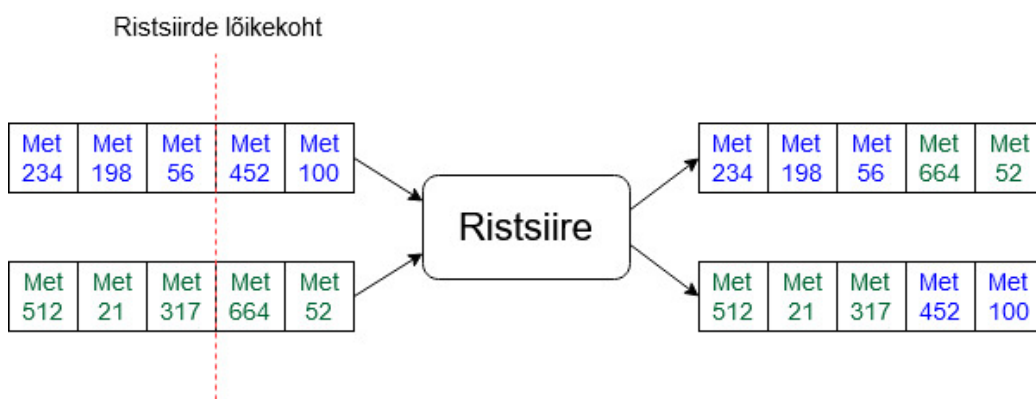 Ristsiirde lõikekoht
Met Met Met Met Met
234 198 56 452 100
Met Met Met Met Met
512 21 317 664 52
Ristsiire
Met Met Met Met Met
234 198 56 664 52
Met Met Met Met Met
512 21 317 452 100